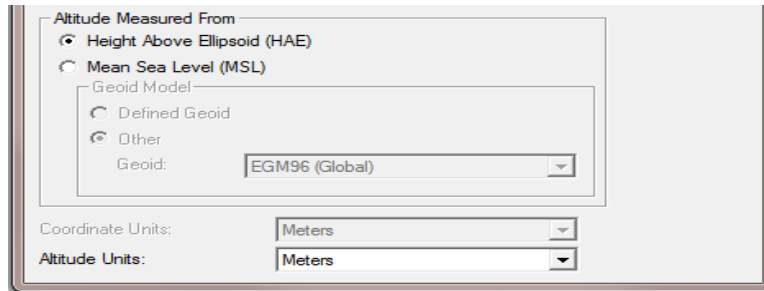 Altitude Measured From
Height Above Ellipsoid (HAE)
Mean Sea Level (MSL)
Geoid Model
Defined Geoid
Other
Geoid: EGM96 (Global)
Coordinate Units: Meters
Altitude Units: Meters